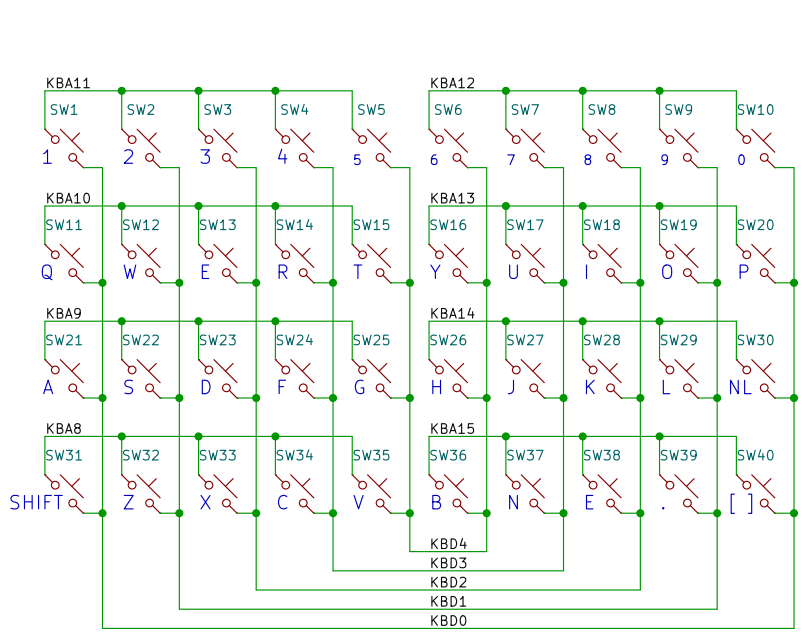 KBA11 KBA12
SW1 SW2 SW3 SW4 SW5 SW6 SW7 SW8 SW9 SW10
1 2 3 4 5 6 7 8 9 0
KBA10 KBA13
SW11 SW12 SW13 SW14 SW15 SW16 SW17 SW18 SW19 SW20
Q W E R T Y U I O P
KBA9 KBA14
SW21 SW22 SW23 SW24 SW25 SW26 SW27 SW28 SW29 SW30
A S D F G H J K L NL
KBA8 KBA15
SW31 SW32 SW33 SW34 SW35 SW36 SW37 SW38 SW39 SW40
SHIFT Z X C V B N E . [ ]
KBD4
KBD3
KBD2
KBD1
KBD0